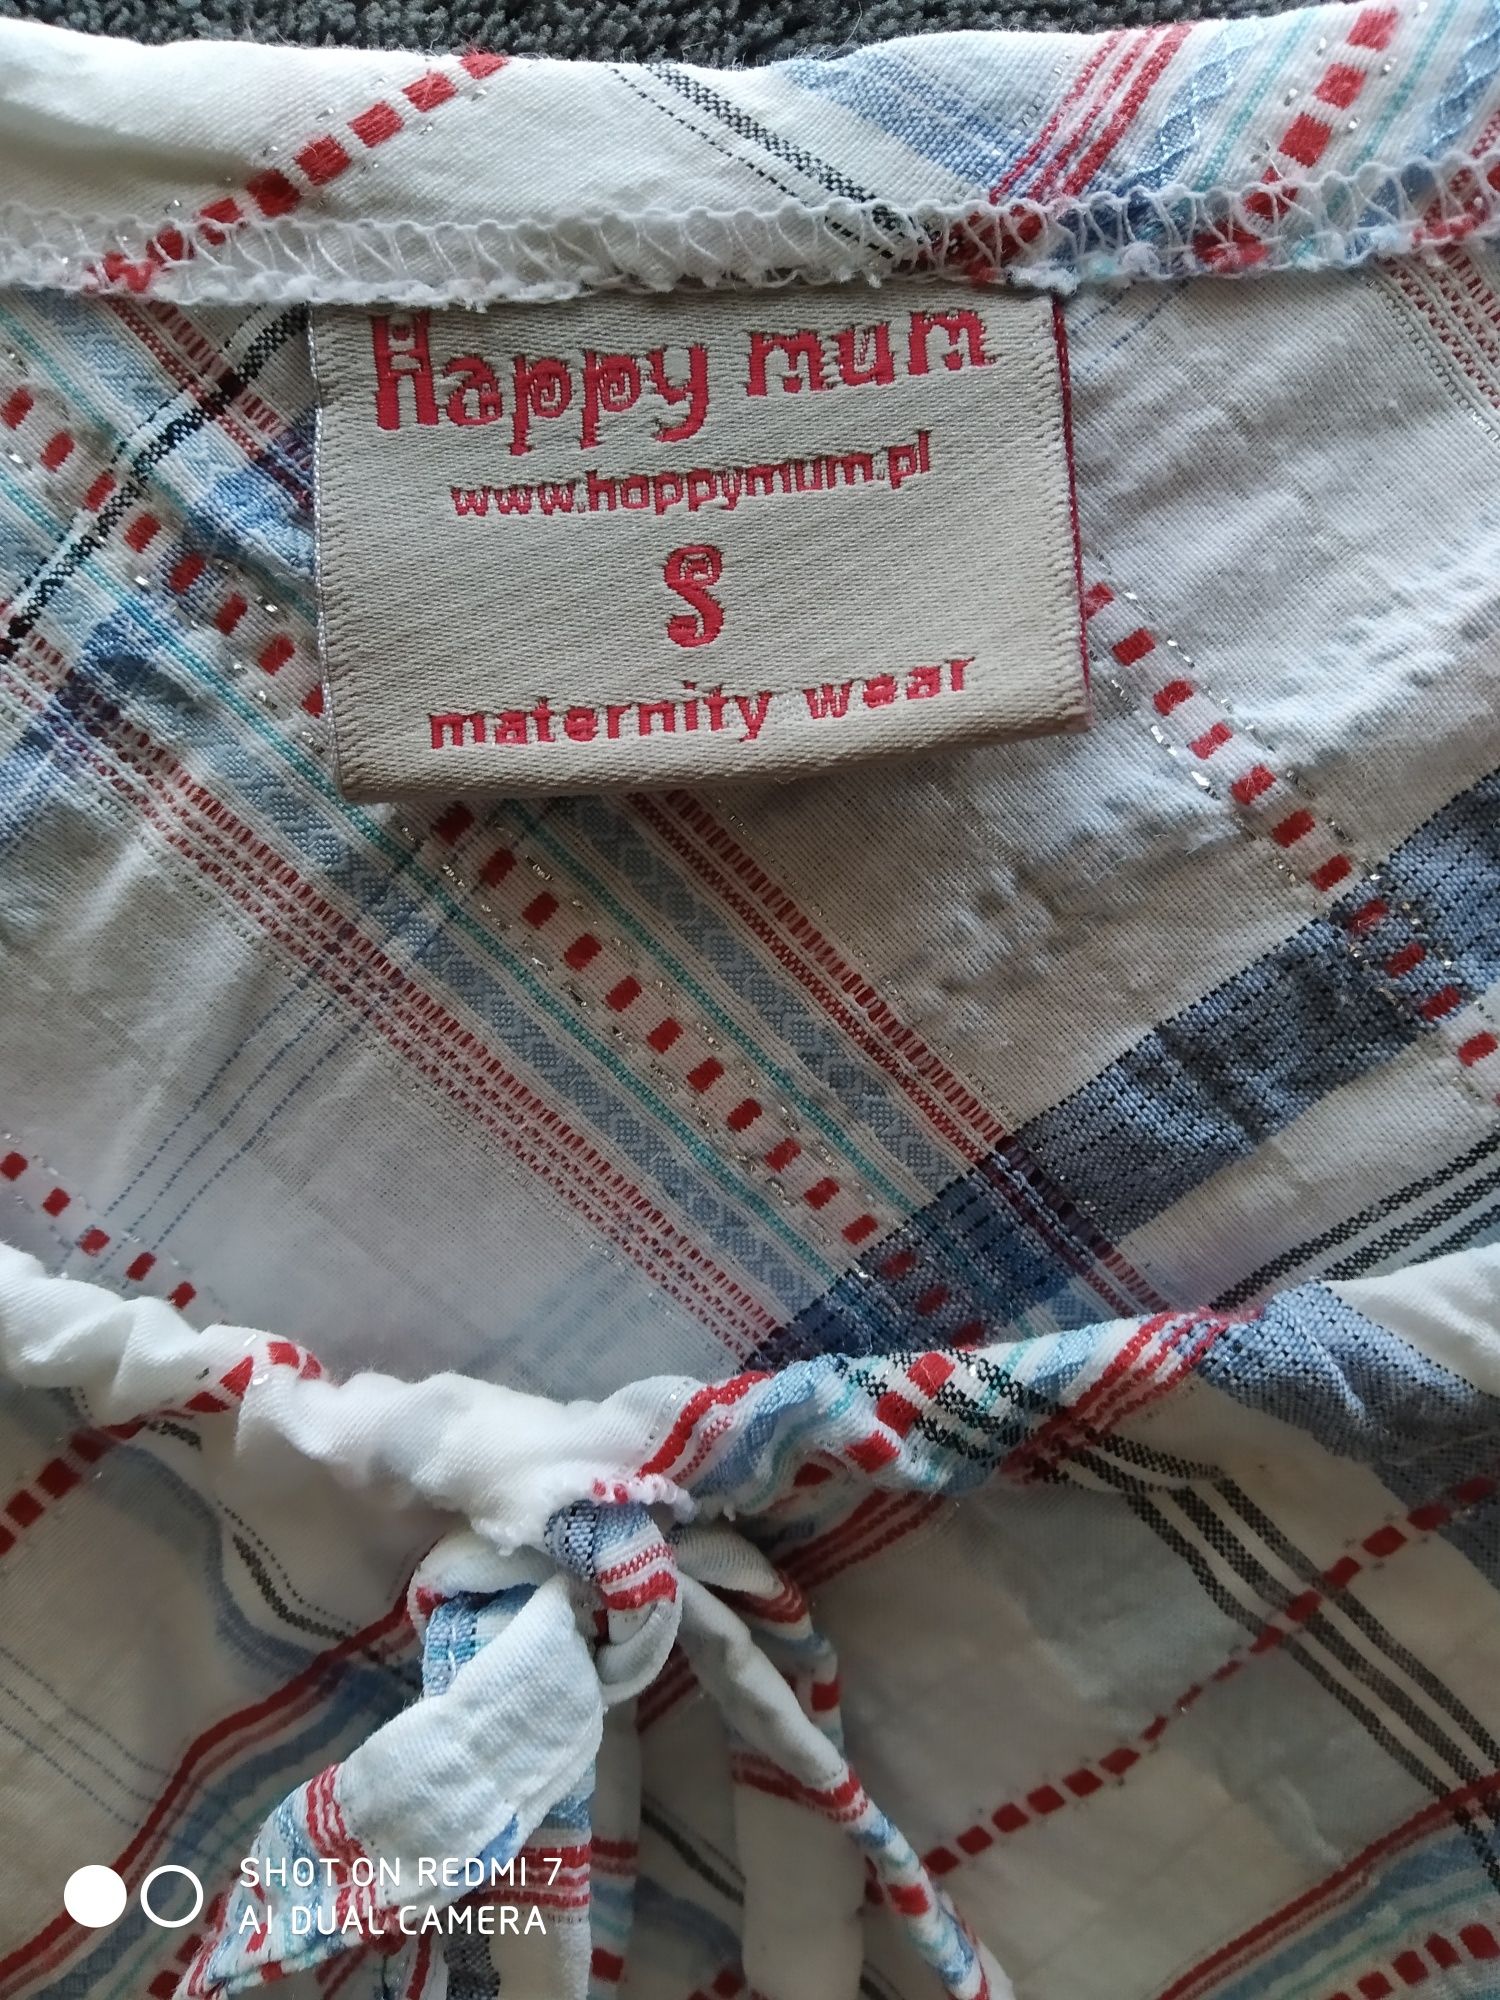 Happy mum
www.happymum.pl
S
maternity wear
SHOT ON REDMI 7
AI DUAL CAMERA